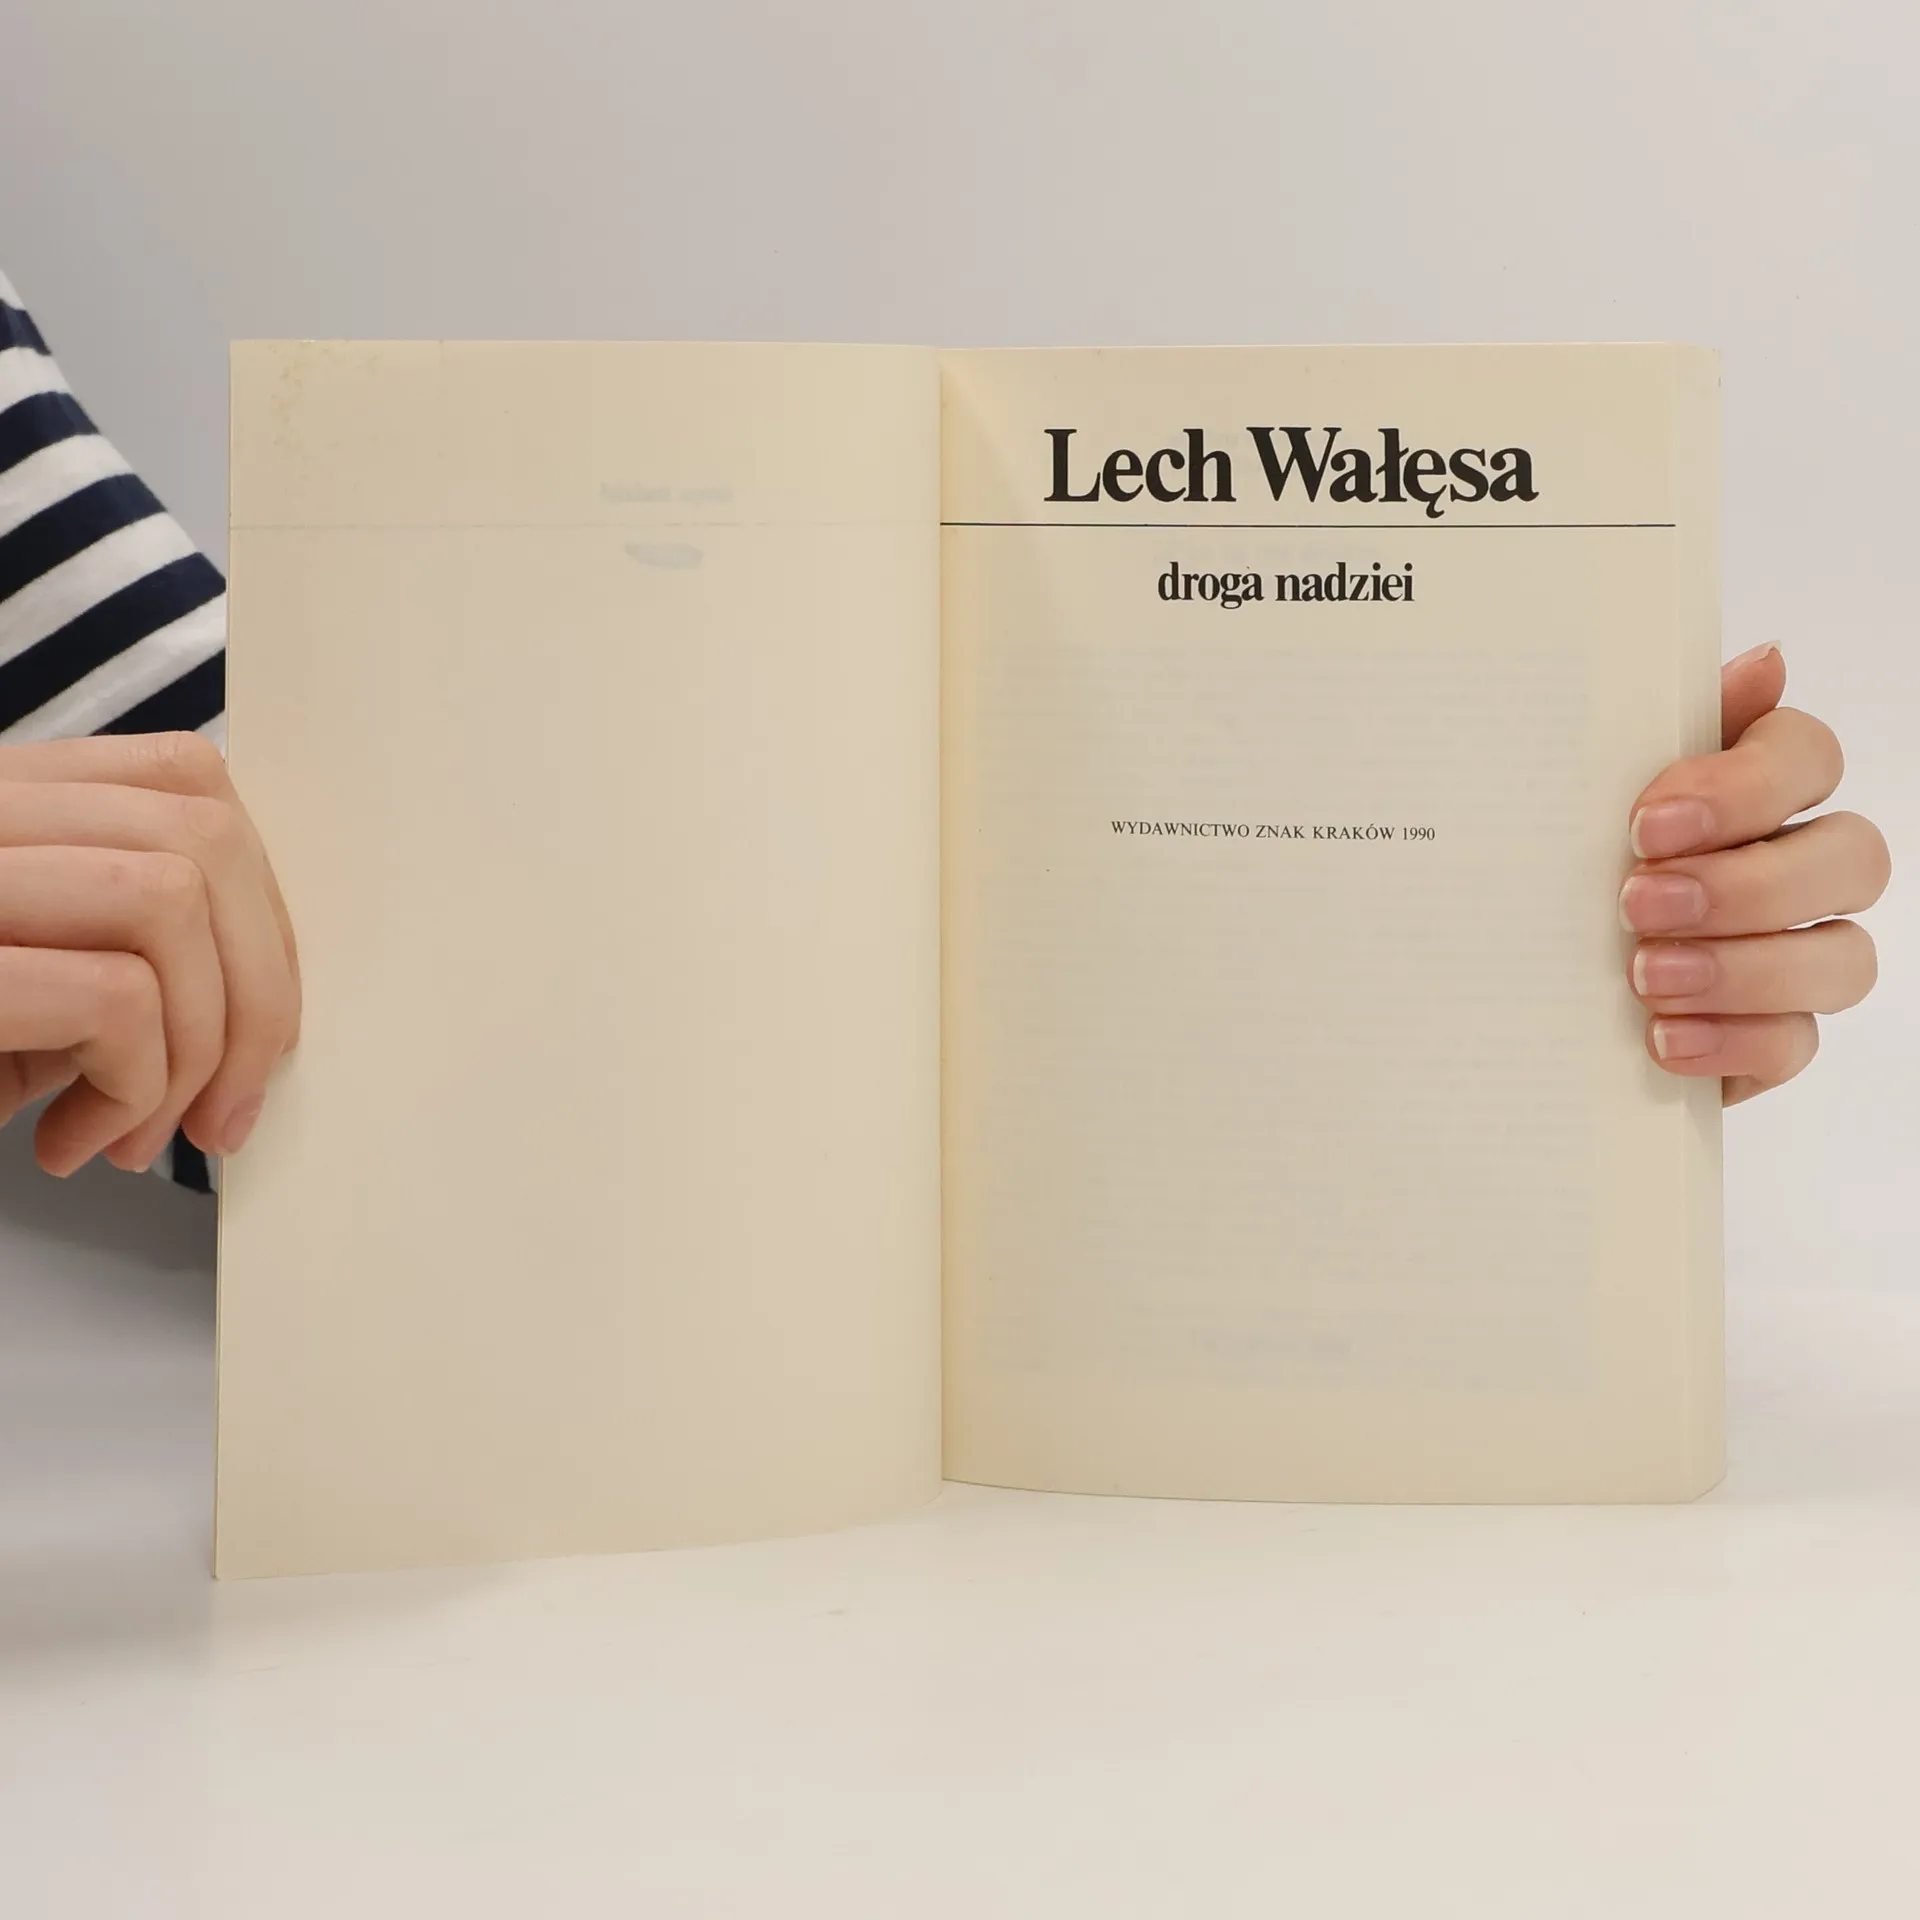 Lech Wałęsa
droga nadziei
WYDAWNICTWO ZNAK KRAKÓW 1990